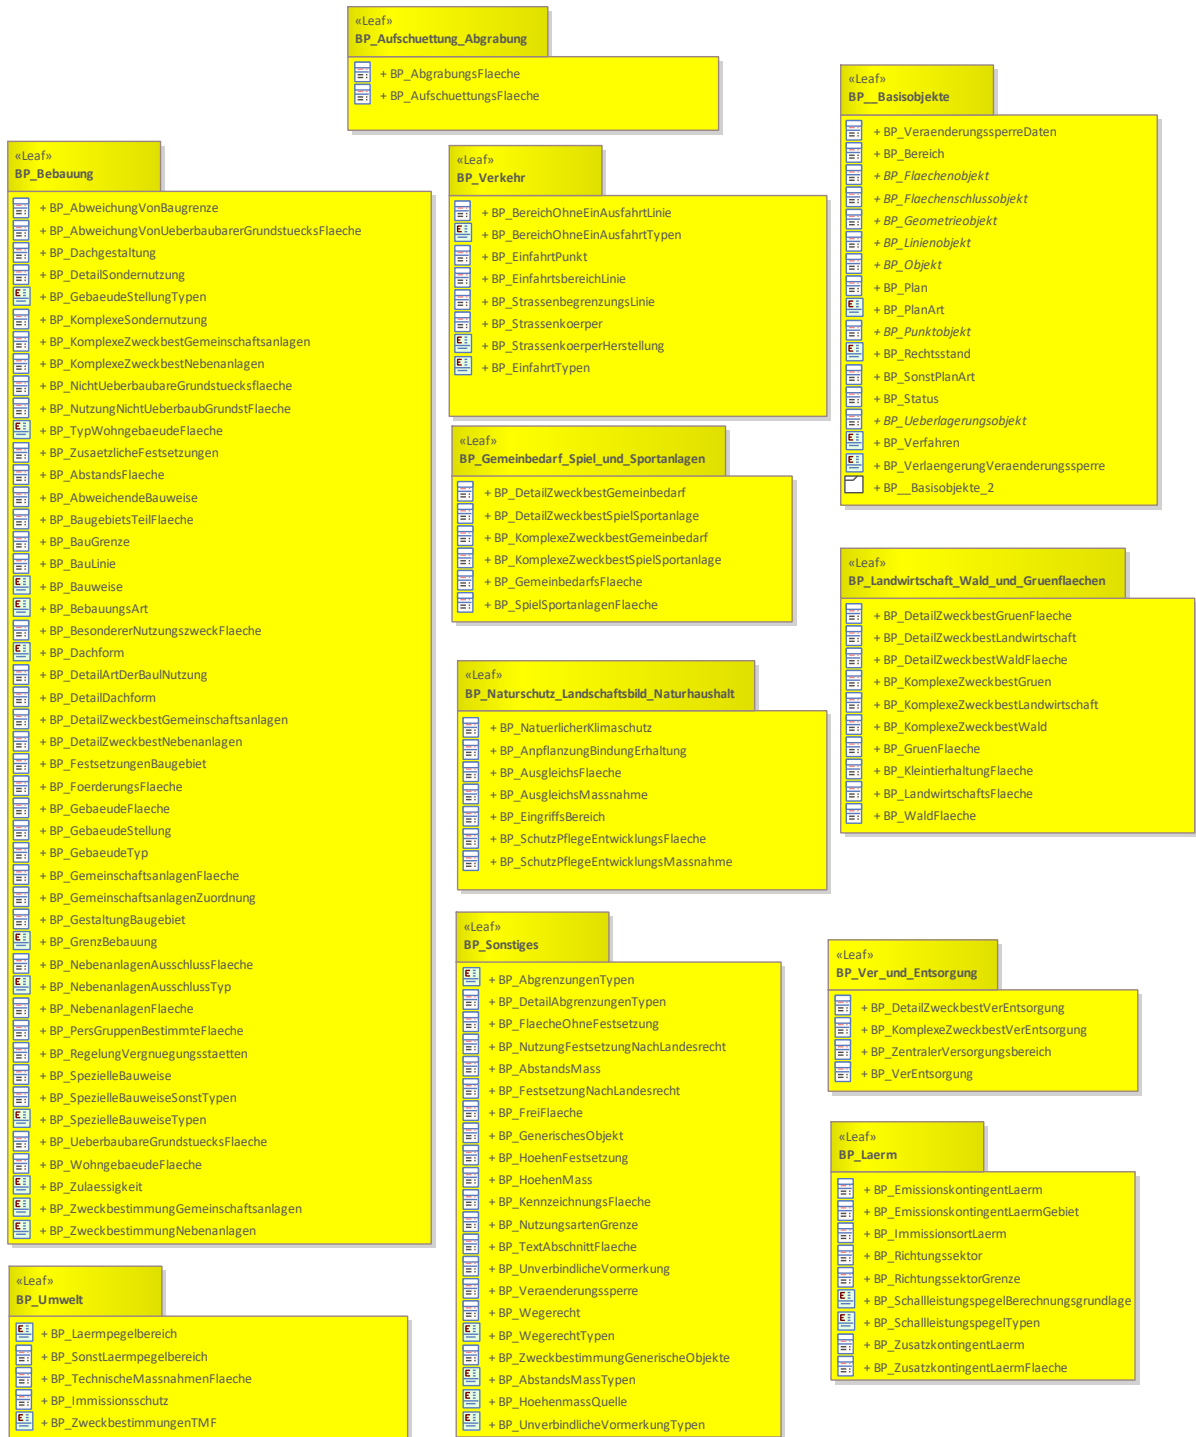 «Leaf»
BP_Aufschuettung_Abgrabung
+ BP_AbgrabungsFlaeche
+ BP_AufschuettungsFlaeche
«Leaf»
BP_Bebauung
+ BP_AbweichungVonBaugrenze
+ BP_AbweichungVonUeberbaubarerGrundstuecksFlaeche
+ BP_Dachgestaltung
+ BP_DetailSondernutzung
+ BP_GebaeudeStellungTypen
+ BP_KomplexeSondernutzung
+ BP_KomplexeZweckbestGemeinschaftsanlagen
+ BP_KomplexeZweckbestNebenanlagen
+ BP_NichtUeberbaubareGrundstuecksflaeche
+ BP_NutzungNichtUeberbaubGrundstFlaeche
+ BP_TypWohngebaeudeFlaeche
+ BP_ZusaetzlicheFestsetzungen
+ BP_AbstandsFlaeche
+ BP_AbweichendeBauweise
+ BP_BaugebietsTeilFlaeche
+ BP_BauGrenze
+ BP_BauLinie
+ BP_Bauweise
+ BP_BebauungsArt
+ BP_BesondererNutzungszweckFlaeche
+ BP_Dachform
+ BP_DetailArtDerBaulNutzung
+ BP_DetailDachform
+ BP_DetailZweckbestGemeinschaftsanlagen
+ BP_DetailZweckbestNebenanlagen
+ BP_FestsetzungenBaugebiet
+ BP_FoerderungsFlaeche
+ BP_GebaeudeFlaeche
+ BP_GebaeudeStellung
+ BP_GebaeudeTyp
+ BP_GemeinschaftsanlagenFlaeche
+ BP_GemeinschaftsanlagenZuordnung
+ BP_GestaltungBaugebiet
+ BP_GrenzBebauung
+ BP_NebenanlagenAusschlussFlaeche
+ BP_NebenanlagenAusschlussTyp
+ BP_NebenanlagenFlaeche
+ BP_PersGruppenBestimmteFlaeche
+ BP_RegelungVergnuegungsstaetten
+ BP_SpezielleBauweise
+ BP_SpezielleBauweiseSonstTypen
+ BP_SpezielleBauweiseTypen
+ BP_UeberbaubareGrundstuecksFlaeche
+ BP_WohngebaeudeFlaeche
+ BP_Zulaessigkeit
+ BP_ZweckbestimmungGemeinschaftsanlagen
+ BP_ZweckbestimmungNebenanlagen
«Leaf»
BP_Umwelt
+ BP_Laermpegelbereich
+ BP_SonstLaermpegelbereich
+ BP_TechnischeMassnahmenFlaeche
+ BP_Immissionsschutz
+ BP_ZweckbestimmungenTMF
«Leaf»
BP_Verkehr
+ BP_BereichOhneEinAusfahrtLinie
+ BP_BereichOhneEinAusfahrtTypen
+ BP_EinfahrtPunkt
+ BP_EinfahrtsbereichLinie
+ BP_StrassenbegrenzungsLinie
+ BP_Strassenkoerper
+ BP_StrassenkoerperHerstellung
+ BP_EinfahrtTypen
«Leaf»
BP_Gemeinbedarf_Spiel_und_Sportanlagen
+ BP_DetailZweckbestGemeinbedarf
+ BP_DetailZweckbestSpielSportanlage
+ BP_KomplexeZweckbestGemeinbedarf
+ BP_KomplexeZweckbestSpielSportanlage
+ BP_GemeinbedarfsFlaeche
+ BP_SpielSportanlagenFlaeche
«Leaf»
BP_Naturschutz_Landschaftsbild_Naturhaushalt
+ BP_NatuerlicherKlimaschutz
+ BP_AnpflanzungBindungErhaltung
+ BP_AusgleichsFlaeche
+ BP_AusgleichsMassnahme
+ BP_EingriffsBereich
+ BP_SchutzPflegeEntwicklungsFlaeche
+ BP_SchutzPflegeEntwicklungsMassnahme
«Leaf»
BP_Sonstiges
+ BP_AbgrenzungenTypen
+ BP_DetailAbgrenzungenTypen
+ BP_FlaecheOhneFestsetzung
+ BP_NutzungFestsetzungNachLandesrecht
+ BP_AbstandsMass
+ BP_FestsetzungNachLandesrecht
+ BP_FreiFlaeche
+ BP_GenerischesObjekt
+ BP_HoehenFestsetzung
+ BP_HoehenMass
+ BP_KennzeichnungsFlaeche
+ BP_NutzungsartenGrenze
+ BP_TextAbschnittFlaeche
+ BP_UnverbindlicheVormerkung
+ BP_Veraenderungssperre
+ BP_Wegerecht
+ BP_WegerechtTypen
+ BP_ZweckbestimmungGenerischeObjekte
+ BP_AbstandsMassTypen
+ BP_HoehenmassQuelle
+ BP_UnverbindlicheVormerkungTypen
«Leaf»
BP__Basisobjekte
+ BP_VeraenderungssperreDaten
+ BP_Bereich
+ BP_Flaechenobjekt
+ BP_Flaechenschlussobjekt
+ BP_Geometrieobjekt
+ BP_Linienobjekt
+ BP_Objekt
+ BP_Plan
+ BP_PlanArt
+ BP_Punktobjekt
+ BP_Rechtsstand
+ BP_SonstPlanArt
+ BP_Status
+ BP_Ueberlagerungsobjekt
+ BP_Verfahren
+ BP_VerlaengerungVeraenderungssperre
+ BP__Basisobjekte_2
«Leaf»
BP_Landwirtschaft_Wald_und_Gruenflaechen
+ BP_DetailZweckbestGruenFlaeche
+ BP_DetailZweckbestLandwirtschaft
+ BP_DetailZweckbestWaldFlaeche
+ BP_KomplexeZweckbestGruen
+ BP_KomplexeZweckbestLandwirtschaft
+ BP_KomplexeZweckbestWald
+ BP_GruenFlaeche
+ BP_KleintierhaltungFlaeche
+ BP_LandwirtschaftsFlaeche
+ BP_WaldFlaeche
«Leaf»
BP_Ver_und_Entsorgung
+ BP_DetailZweckbestVerEntsorgung
+ BP_KomplexeZweckbestVerEntsorgung
+ BP_ZentralerVersorgungsbereich
+ BP_VerEntsorgung
«Leaf»
BP_Laerm
+ BP_EmissionskontingentLaerm
+ BP_EmissionskontingentLaermGebiet
+ BP_ImmissionsortLaerm
+ BP_Richtungssektor
+ BP_RichtungssektorGrenze
+ BP_SchallleistungspegelBerechnungsgrundlage
+ BP_SchallleistungspegelTypen
+ BP_ZusatzkontingentLaerm
+ BP_ZusatzkontingentLaermFlaeche